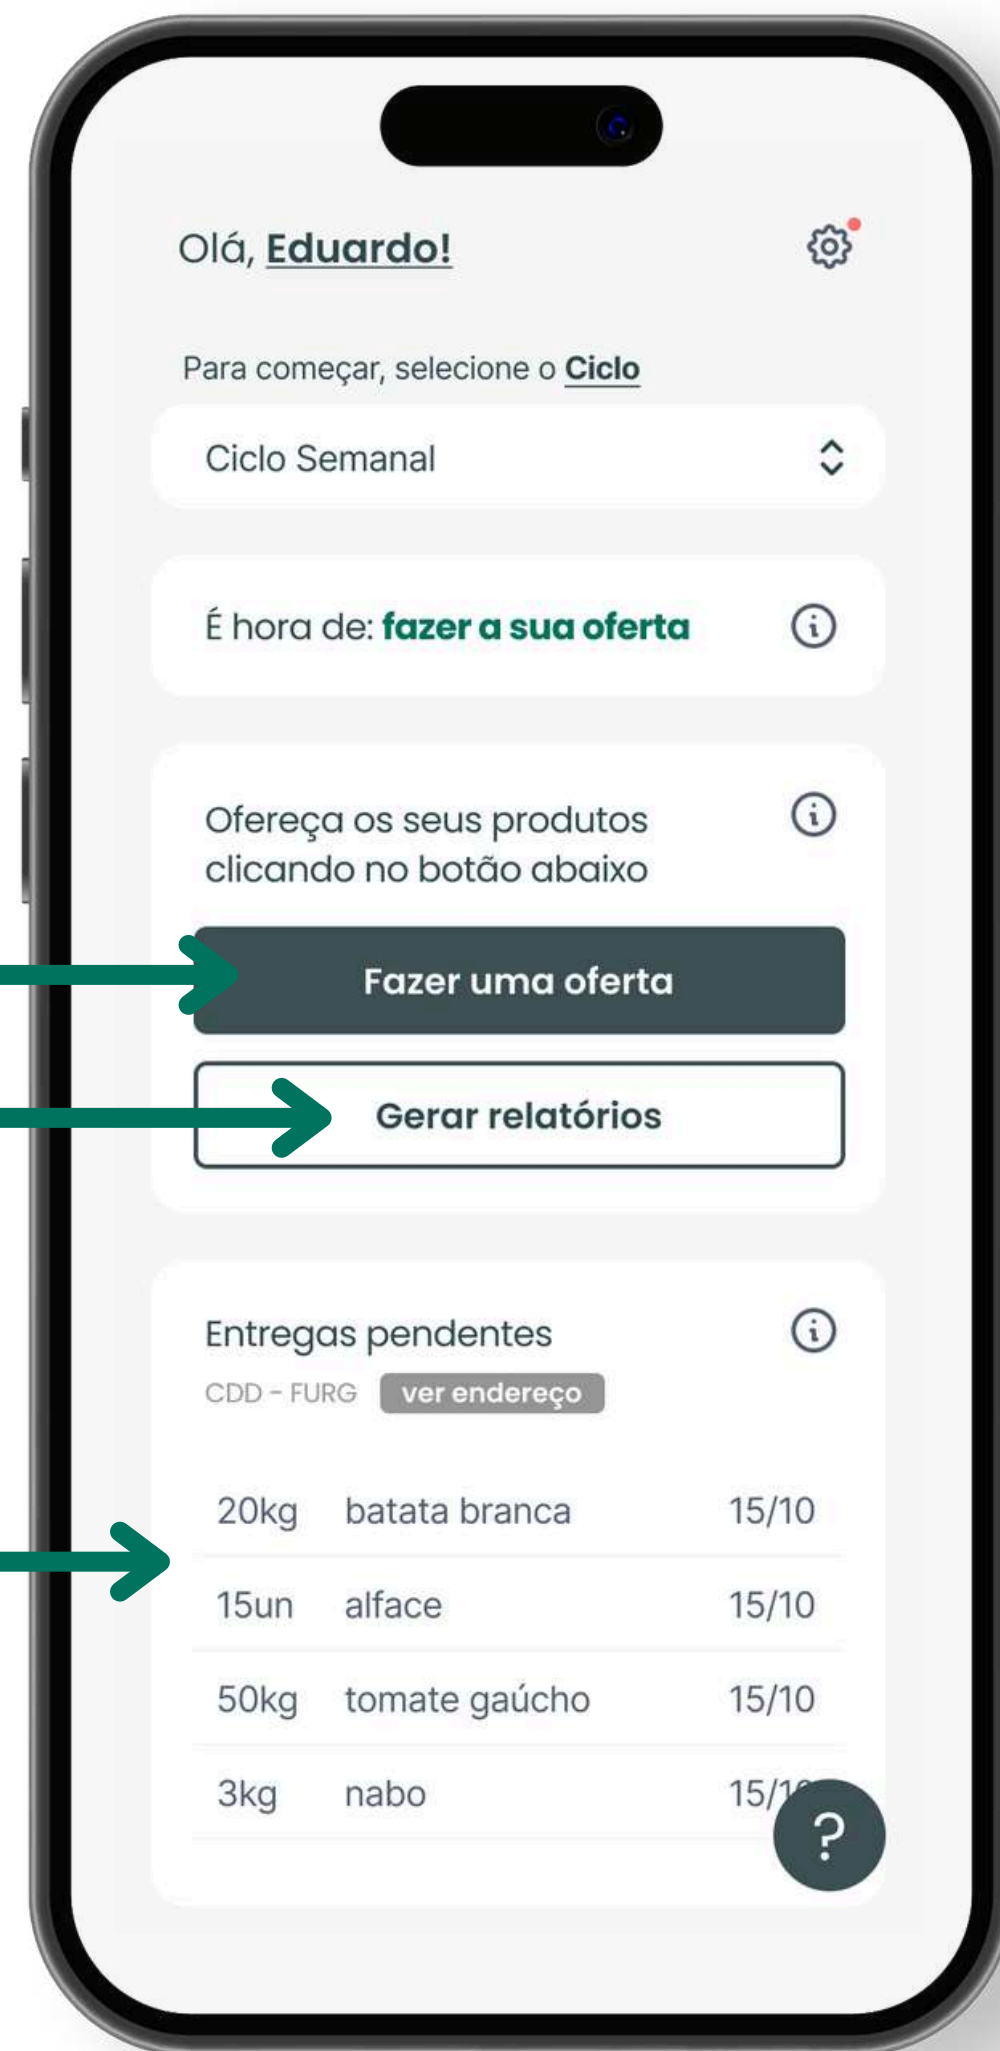 Olá, Eduardo!
Para começar, selecione o Ciclo
Ciclo Semanal
É hora de: fazer a sua oferta
Ofereça os seus produtos
clicando no botão abaixo
Fazer uma oferta
Gerar relatórios
Entregas pendentes
CDD - FURG ver endereço
20kg batata branca 15/10
15un alface 15/10
50kg tomate gaúcho 15/10
3kg nabo
?